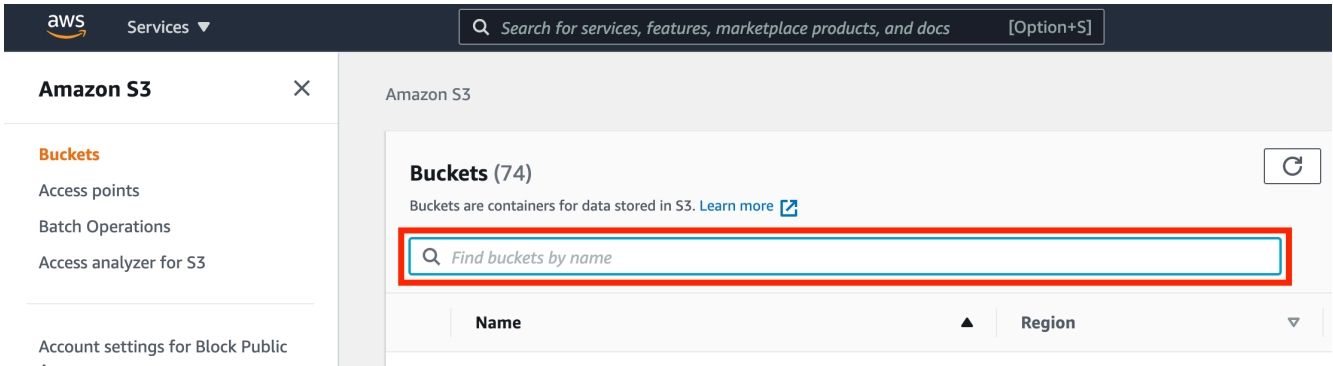 aws
Services ▼
Search for services, features, marketplace products, and docs [Option+S]
Amazon S3
Buckets
Access points
Batch Operations
Access analyzer for S3
Account settings for Block Public
Amazon S3
Buckets (74)
Buckets are containers for data stored in S3. Learn more
Find buckets by name
Name ▲ Region ▽